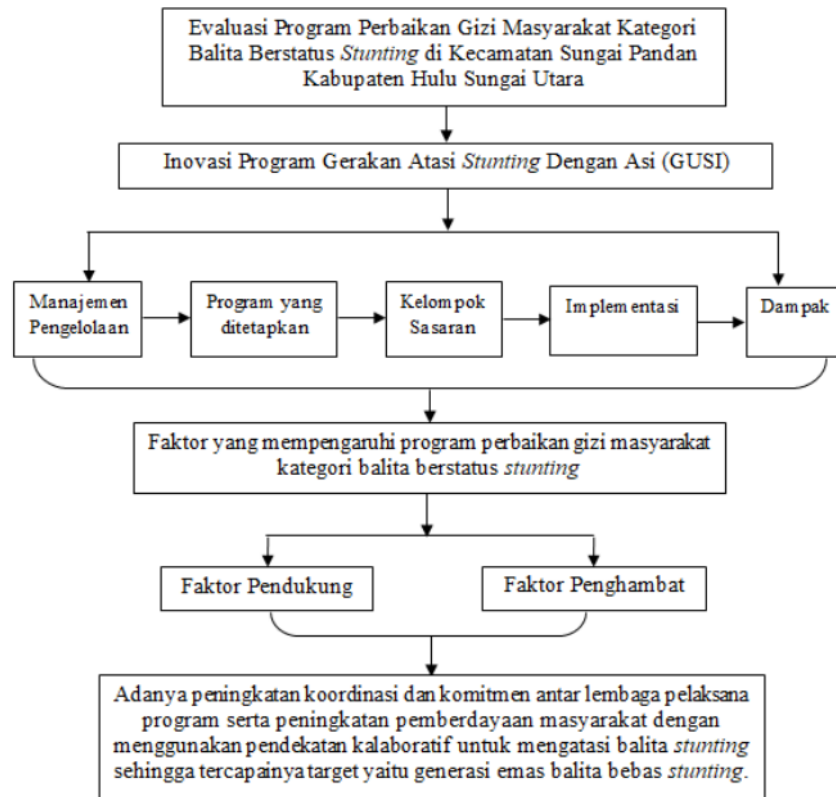 Evaluasi Program Perbaikan Gizi Masyarakat Kategori
Balita Berstatus Stunting di Kecamatan Sungai Pandan
Kabupaten Hulu Sungai Utara
Inovasi Program Gerakan Atasi Stunting Dengan Asi (GUSI)
Manajemen
Pengelolaan
Program yang
ditetapkan
Kelompok
Sasaran
Implementasi
Dampak
Faktor yang mempengaruhi program perbaikan gizi masyarakat
kategori balita berstatus stunting
Faktor Pendukung
Faktor Penghambat
Adanya peningkatan koordinasi dan komitmen antar lembaga pelaksana
program serta peningkatan pemberdayaan masyarakat dengan
menggunakan pendekatan kalaboratif untuk mengatasi balita stunting
sehingga tercapainya target yaitu generasi emas balita bebas stunting.